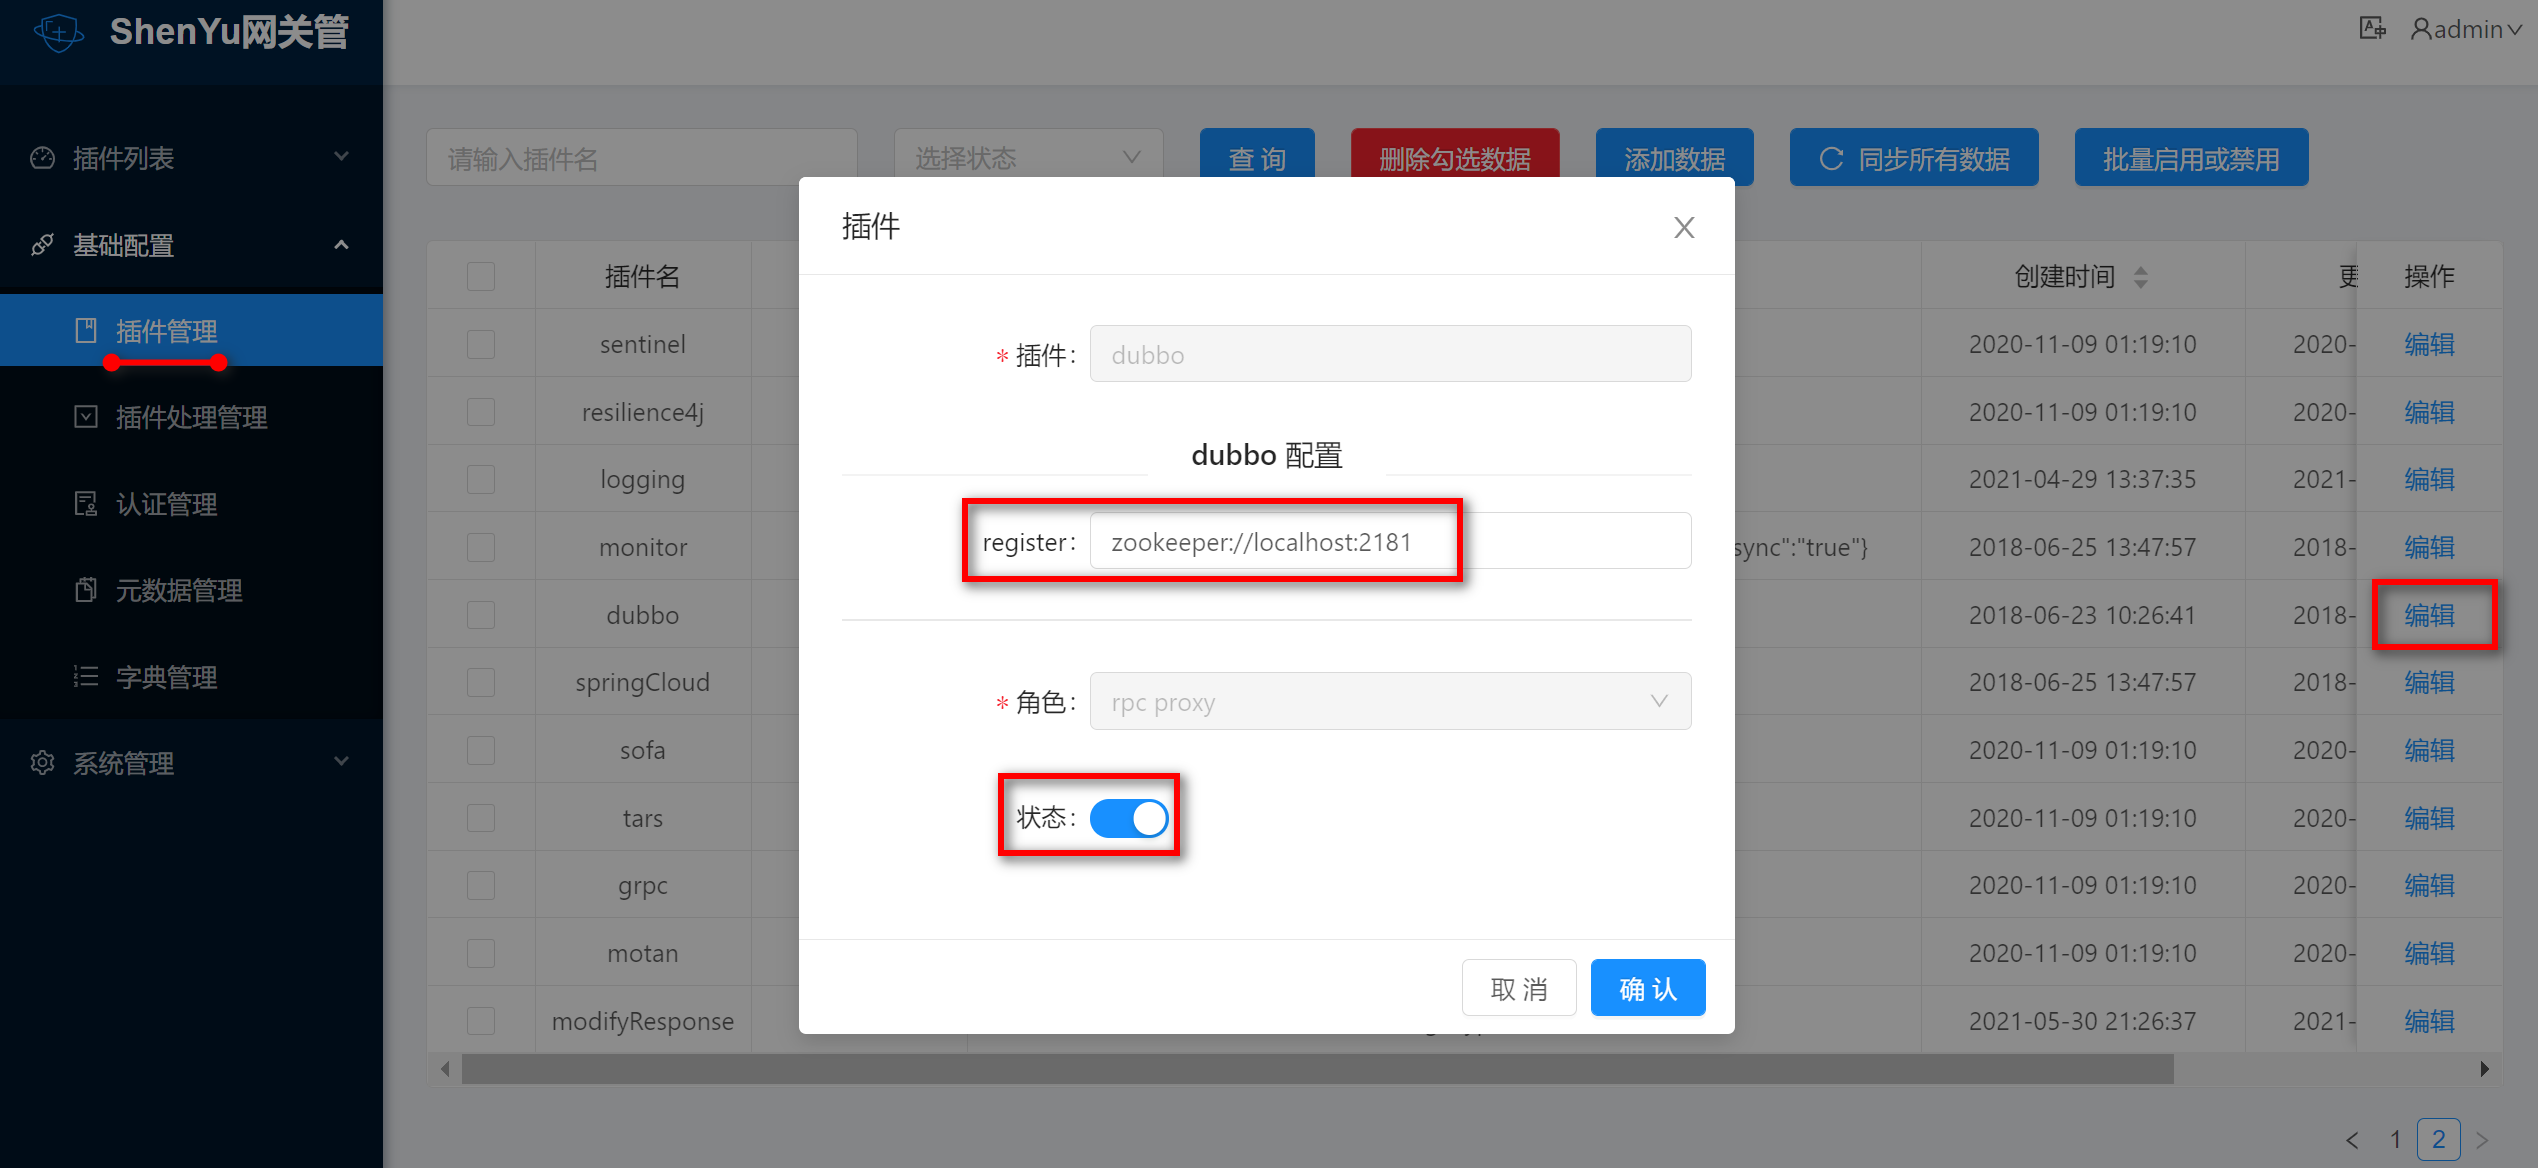 ShenYu网关管
admin
插件列表
基础配置
插件管理
插件处理管理
认证管理
元数据管理
字典管理
系统管理
请输入插件名
选择状态
查 询
删除勾选数据
添加数据
同步所有数据
批量启用或禁用
插件名
创建时间
操作
sentinel
2020-11-09 01:19:10
2020-
编辑
resilience4j
2020-11-09 01:19:10
2020-
编辑
logging
2021-04-29 13:37:35
2021-
编辑
monitor
sync":"true"}
2018-06-25 13:47:57
2018-
编辑
dubbo
2018-06-23 10:26:41
2018-
编辑
springCloud
2018-06-25 13:47:57
2018-
编辑
sofa
2020-11-09 01:19:10
2020-
编辑
tars
2020-11-09 01:19:10
2020-
编辑
grpc
2020-11-09 01:19:10
2020-
编辑
motan
2020-11-09 01:19:10
2020-
编辑
modifyResponse
2021-05-30 21:26:37
2021-
编辑
插件
* 插件:
dubbo
dubbo 配置
register:
zookeeper://localhost:2181
* 角色:
rpc proxy
状态:
取 消
确 认
< 1 2 >